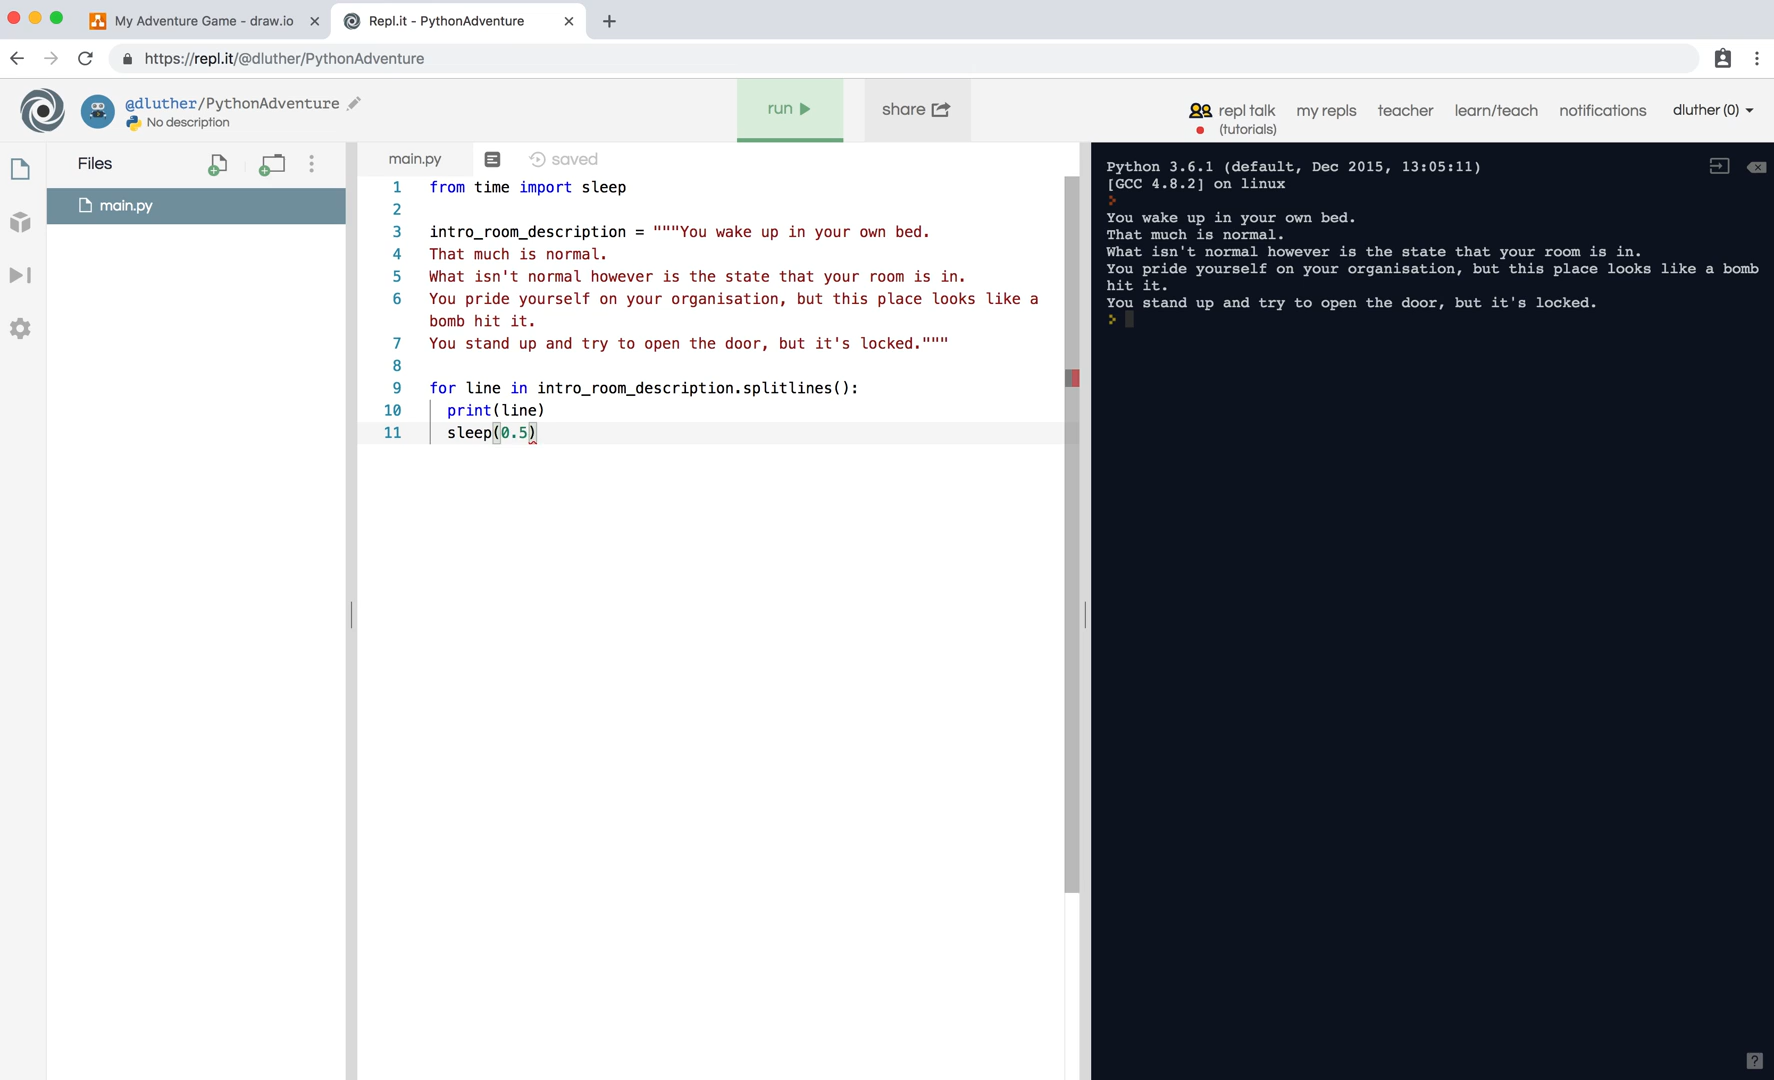 My Adventure Game - draw.io
Repl.it - PythonAdventure
https://repl.it/@dluther/PythonAdventure
@dluther/PythonAdventure
No description
run
share
repl talk
(tutorials)
my repls
teacher
learn/teach
notifications
dluther (0)
Files
main.py
main.py
saved
1 from time import sleep
2
3 intro_room_description = """You wake up in your own bed.
4 That much is normal.
5 What isn't normal however is the state that your room is in.
6 You pride yourself on your organisation, but this place looks like a
bomb hit it.
7 You stand up and try to open the door, but it's locked."""
8
9 for line in intro_room_description.splitlines():
10 print(line)
11 sleep(0.5)
Python 3.6.1 (default, Dec 2015, 13:05:11)
[GCC 4.8.2] on linux
You wake up in your own bed.
That much is normal.
What isn't normal however is the state that your room is in.
You pride yourself on your organisation, but this place looks like a bomb
hit it.
You stand up and try to open the door, but it's locked.
?